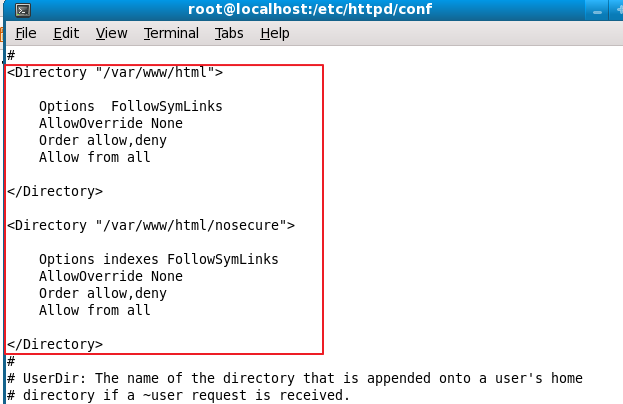 root@localhost:/etc/httpd/conf
File Edit View Terminal Tabs Help
#
<Directory "/var/www/html">
    Options  FollowSymLinks
    AllowOverride None
    Order allow,deny
    Allow from all
</Directory>
<Directory "/var/www/html/nosecure">
    Options indexes FollowSymLinks
    AllowOverride None
    Order allow,deny
    Allow from all
</Directory>
#
# UserDir: The name of the directory that is appended onto a user's home
# directory if a ~user request is received.